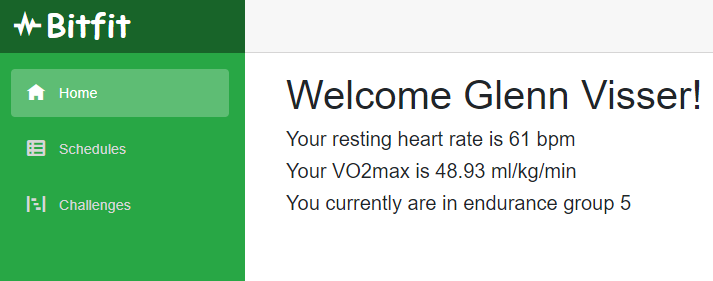 Bitfit
Home
Schedules
Challenges
Welcome Glenn Visser!
Your resting heart rate is 61 bpm
Your VO2max is 48.93 ml/kg/min
You currently are in endurance group 5